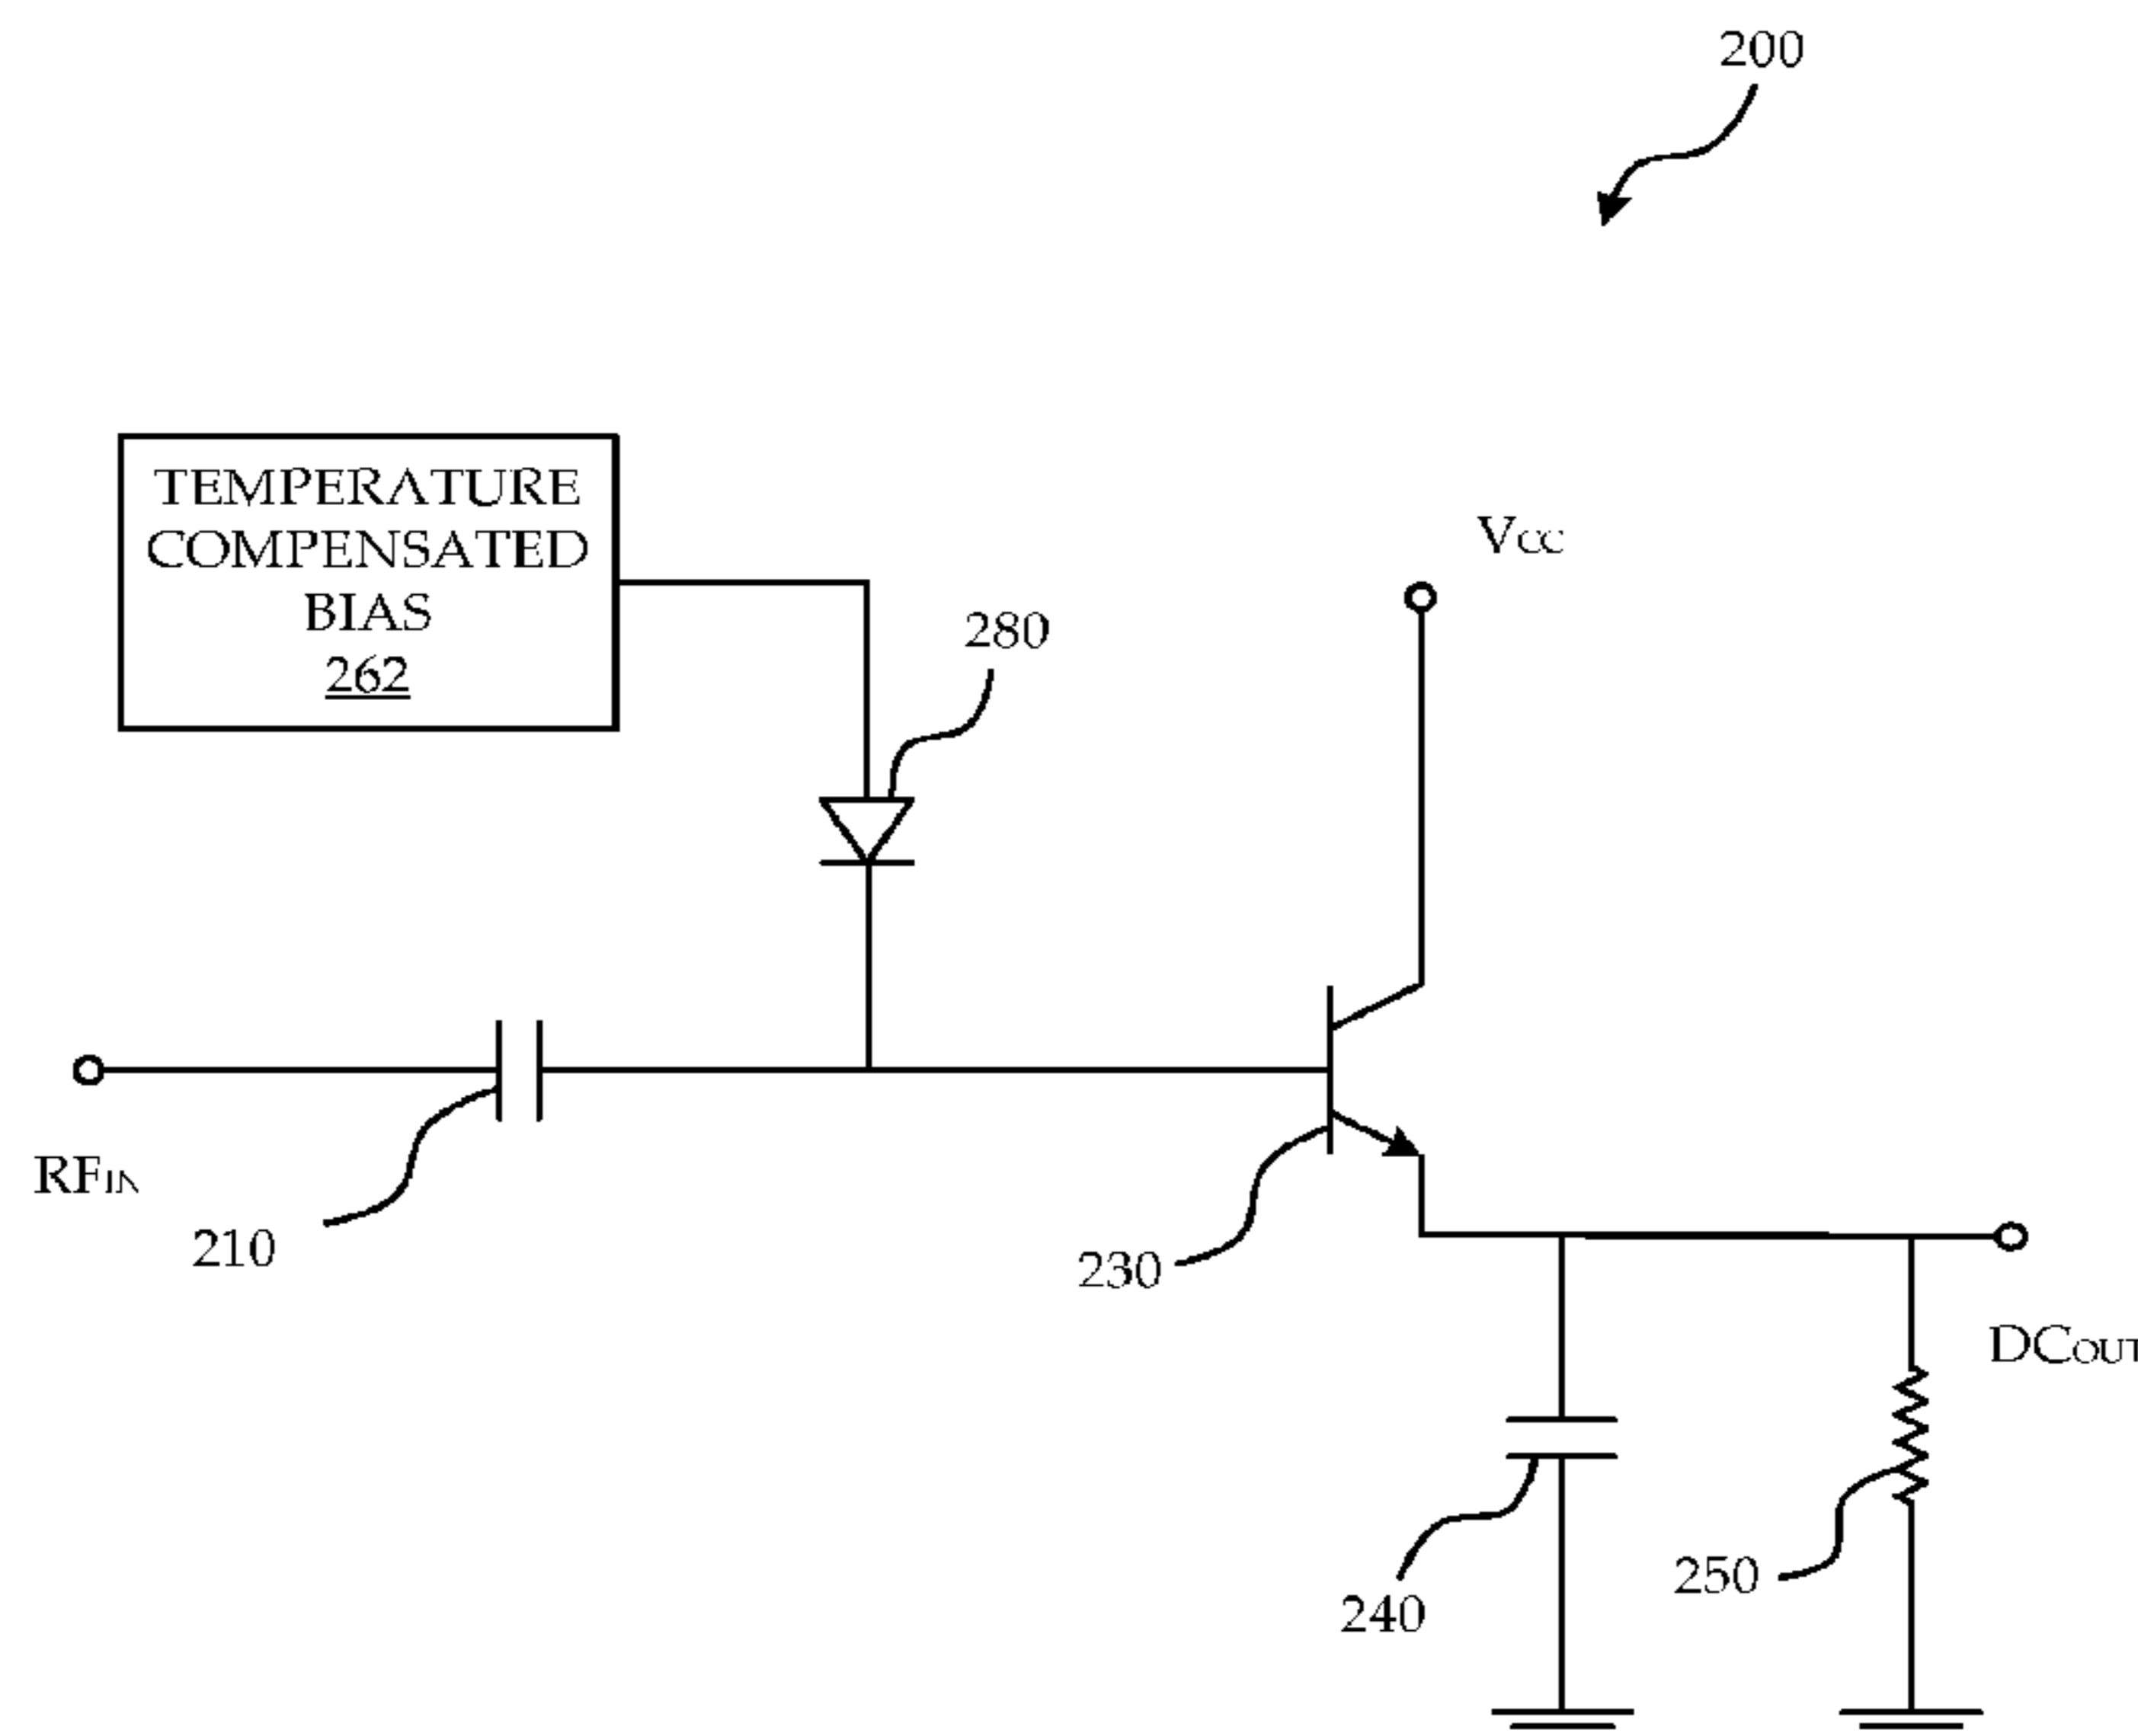 200
TEMPERATURE
COMPENSATED
BIAS
262
VCC
280
RFIN
210
230
DCOUT
240
250